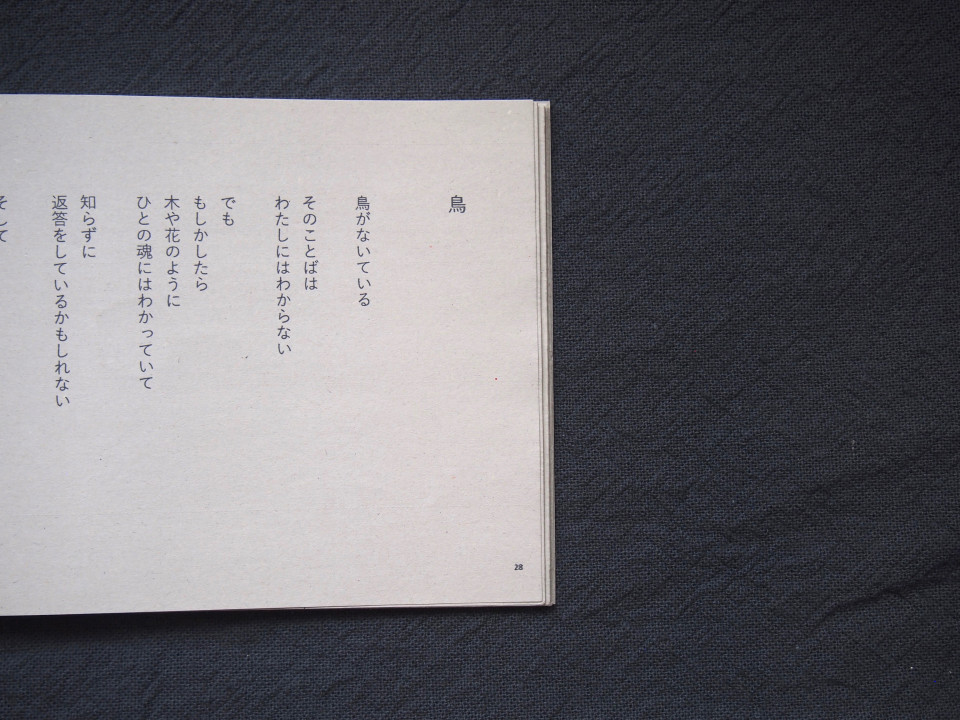 鳥
鳥がないている
そのことばは
わたしにはわからない
でも
もしかしたら
木や花のように
ひとの魂にはわかっていて
知らずに
返答をしているかもしれない
そして
28